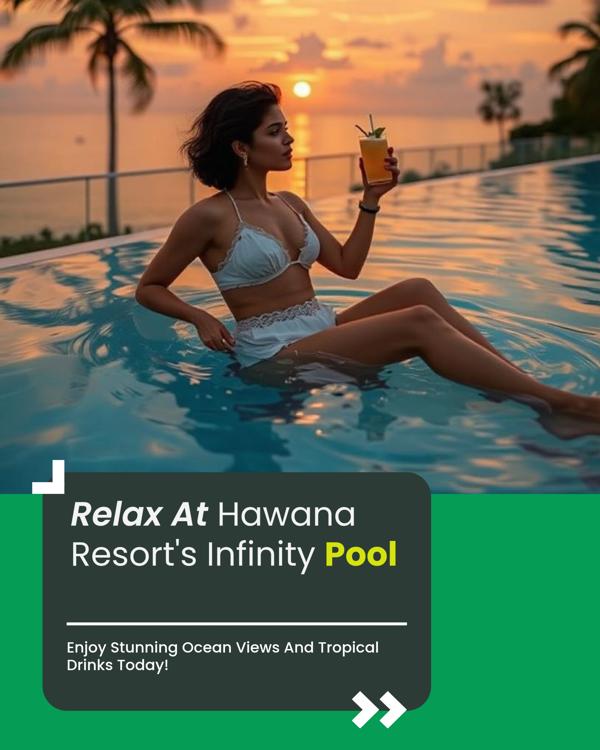 Relax At Hawana
Resort's Infinity Pool
Enjoy Stunning Ocean Views And Tropical
Drinks Today!